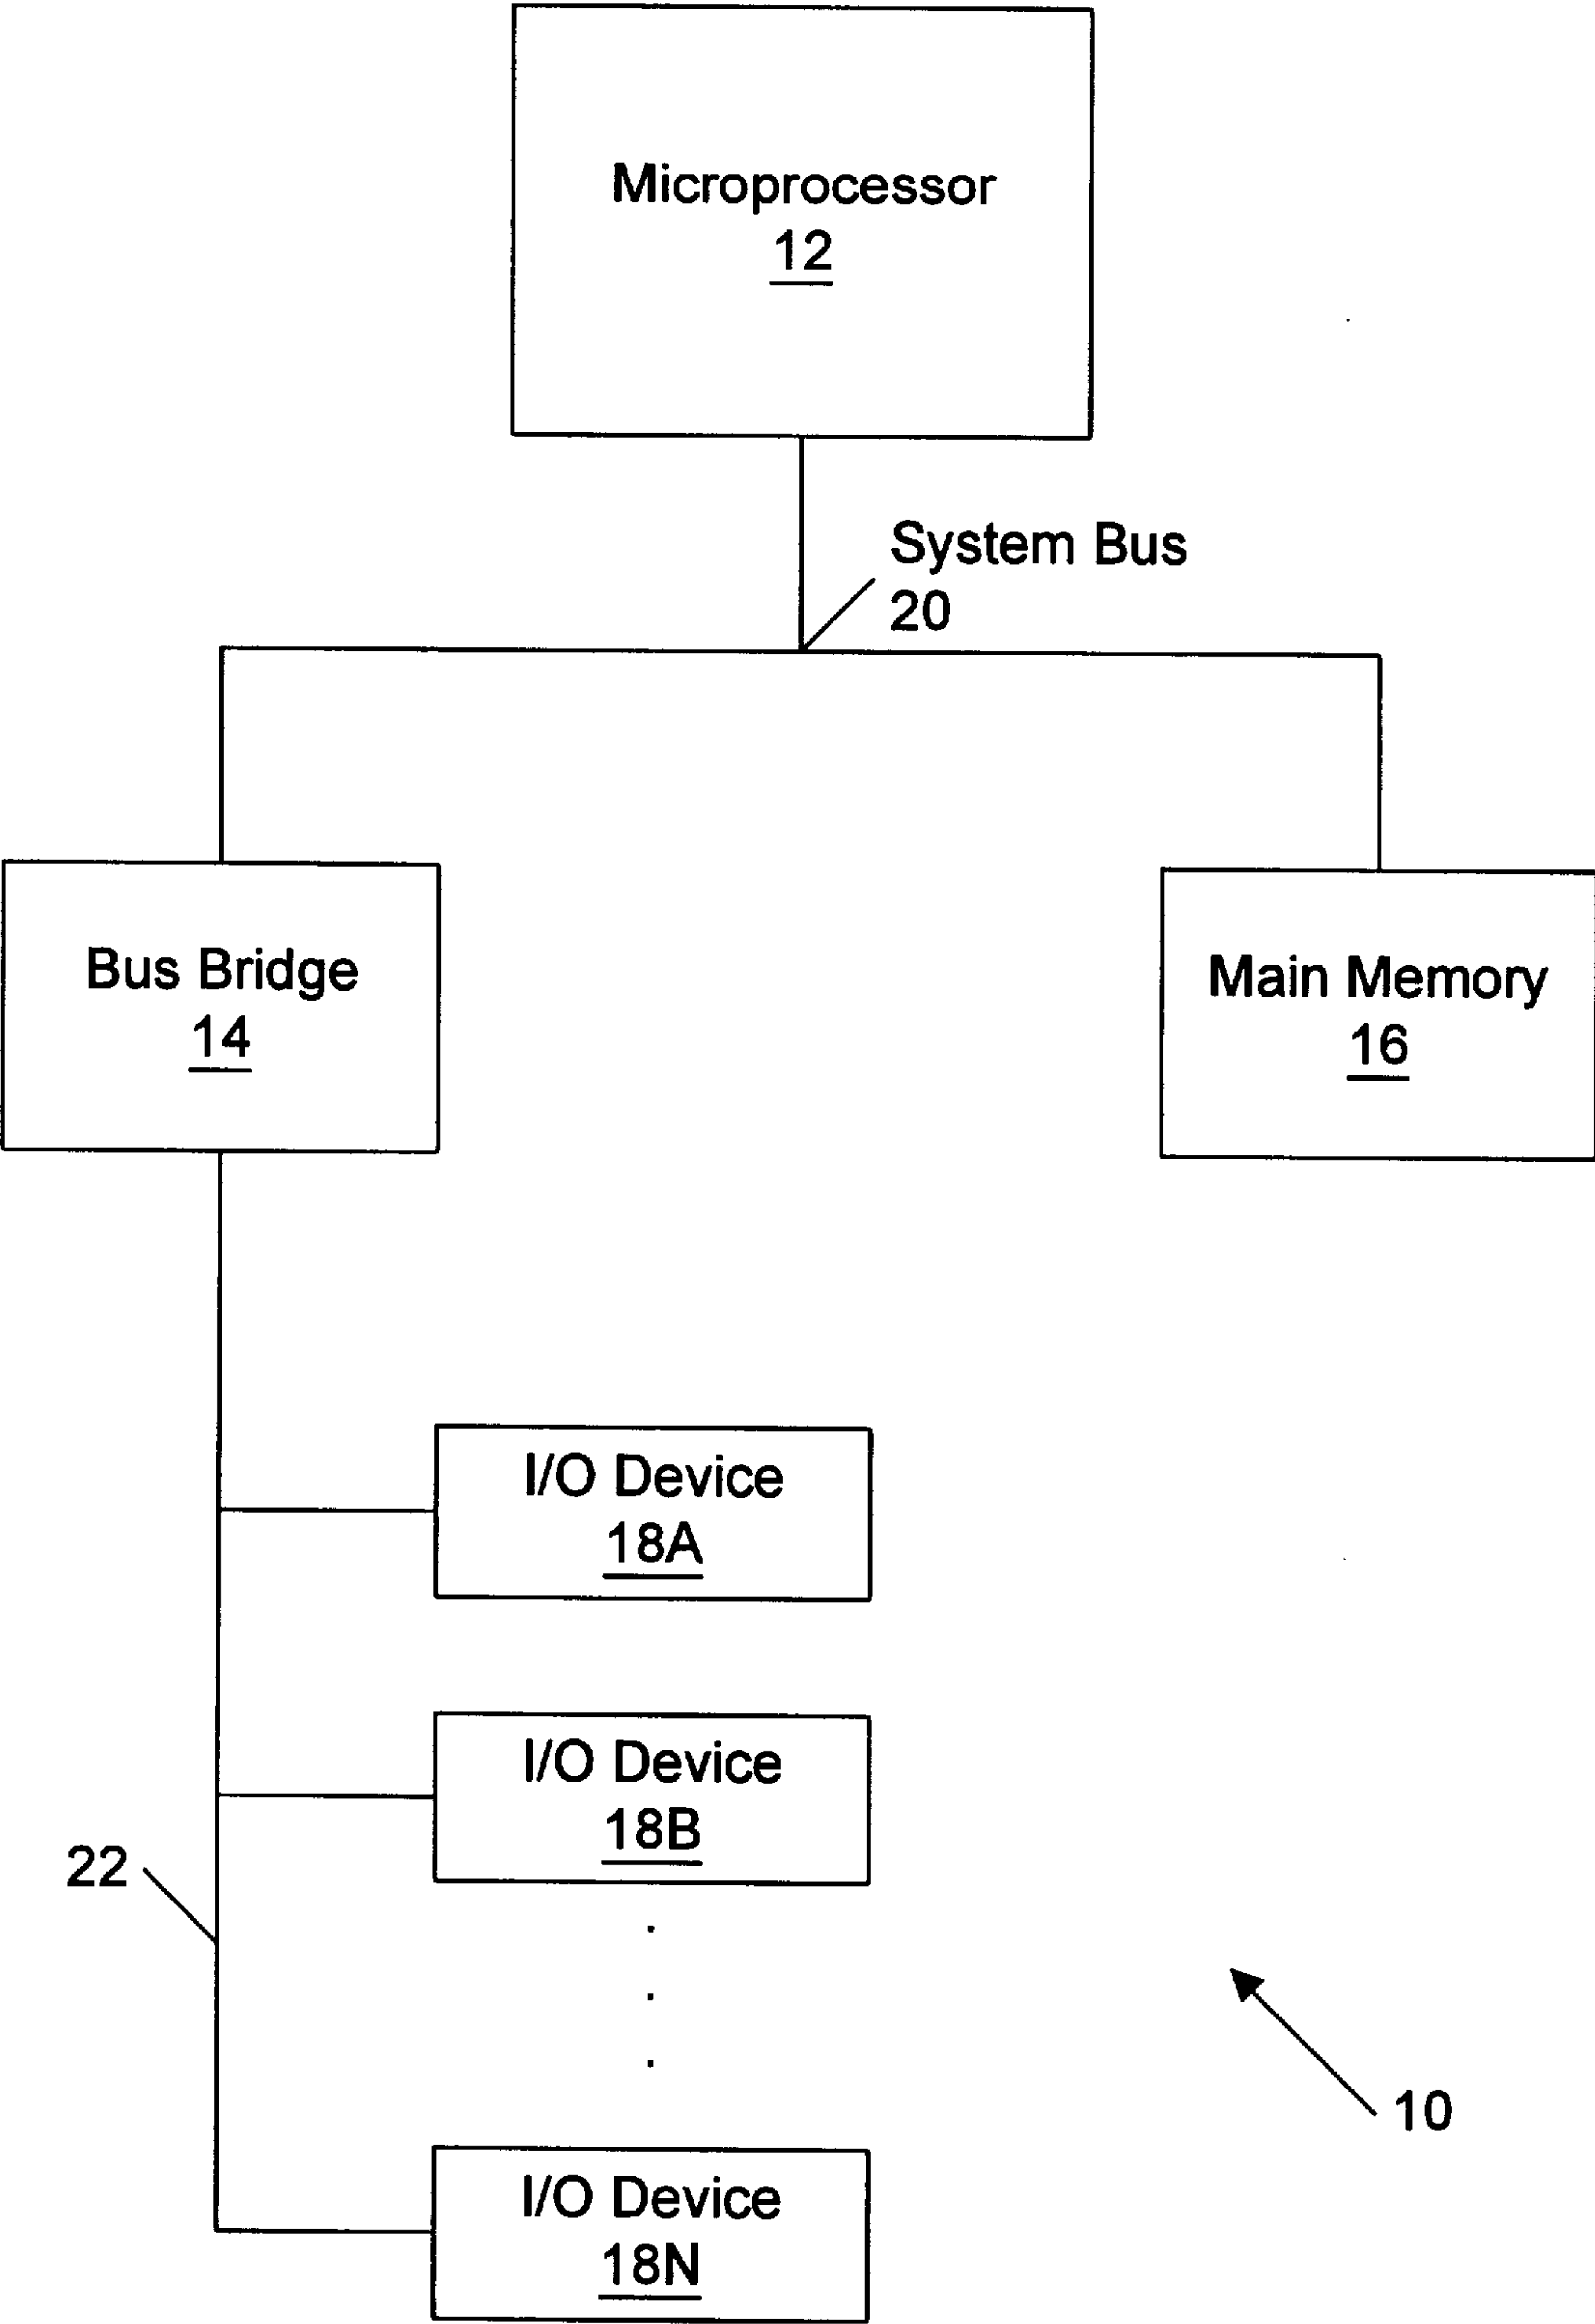 Microprocessor
12
System Bus
20
Bus Bridge
14
Main Memory
16
I/O Device
18A
I/O Device
18B
22
10
I/O Device
18N